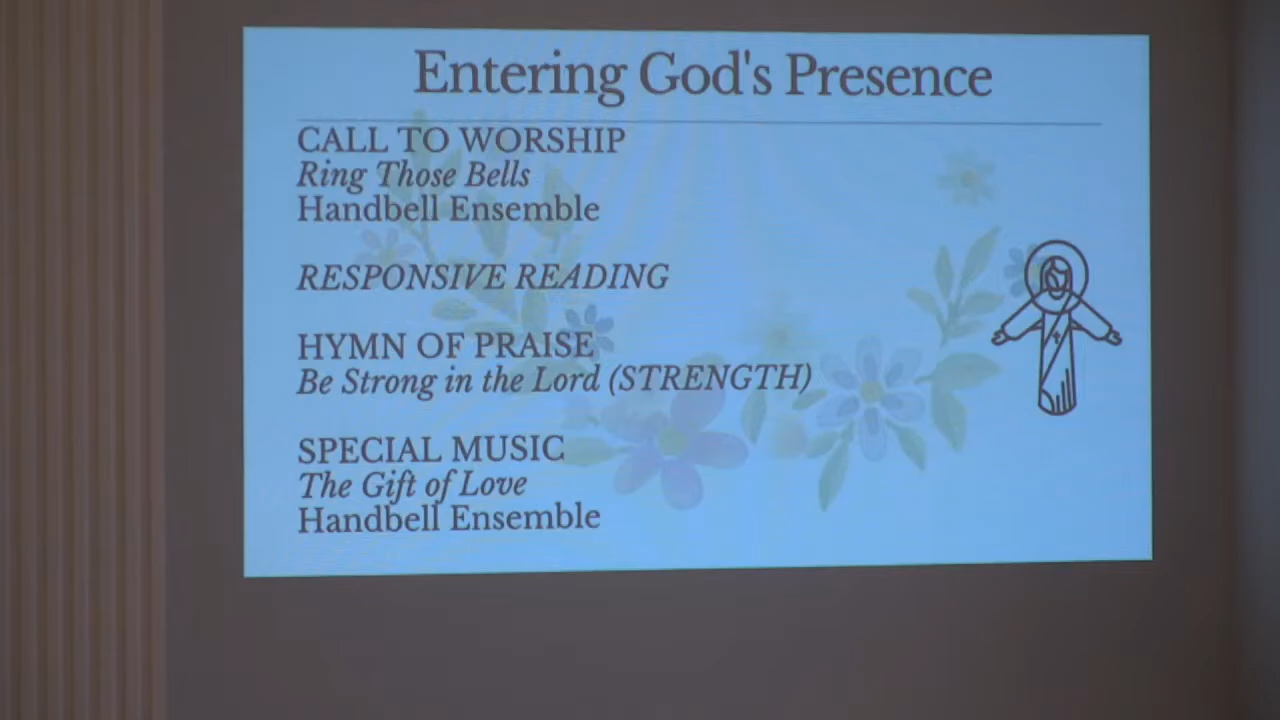 Entering God's Presence
CALL TO WORSHIP
Ring Those Bells
Handbell Ensemble
RESPONSIVE READING
HYMN OF PRAISE
Be Strong in the Lord (STRENGTH)
SPECIAL MUSIC
The Gift of Love
Handbell Ensemble